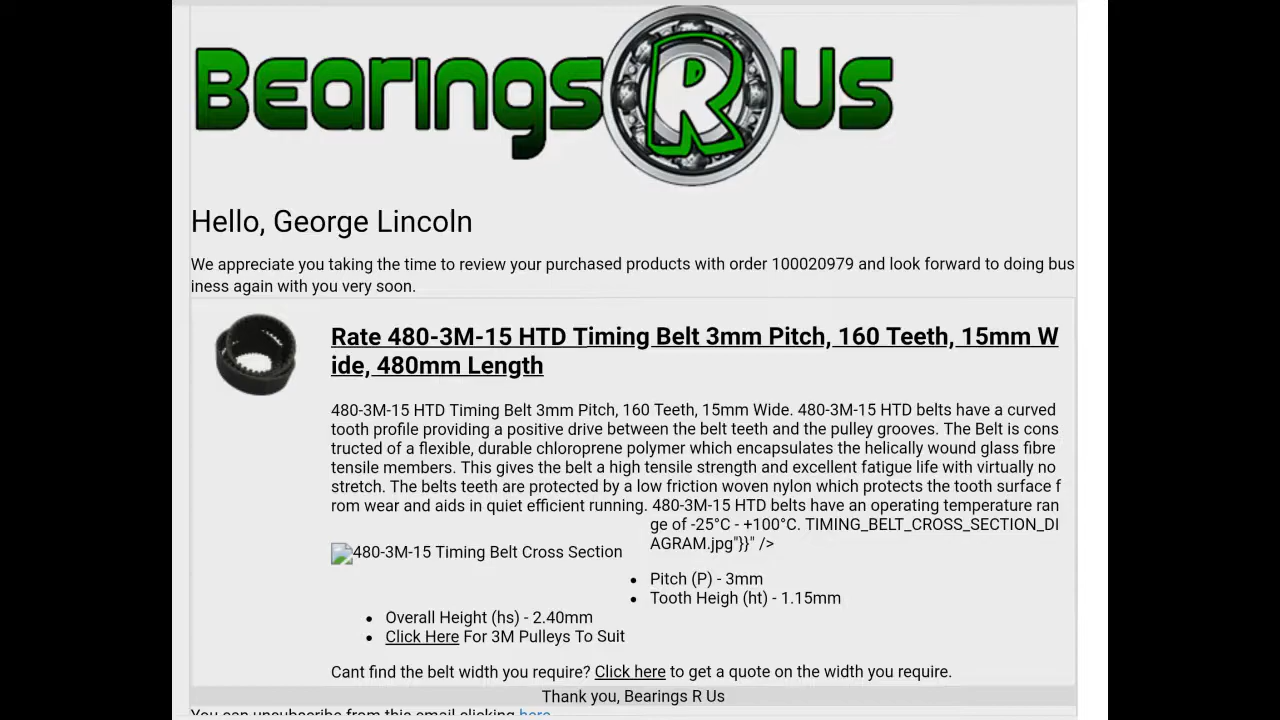 Bearings R Us
Hello, George Lincoln
We appreciate you taking the time to review your purchased products with order 100020979 and look forward to doing bus
iness again with you very soon.
Rate 480-3M-15 HTD Timing Belt 3mm Pitch, 160 Teeth, 15mm W
ide, 480mm Length
480-3M-15 HTD Timing Belt 3mm Pitch, 160 Teeth, 15mm Wide. 480-3M-15 HTD belts have a curved
tooth profile providing a positive drive between the belt teeth and the pulley grooves. The Belt is cons
tructed of a flexible, durable chloroprene polymer which encapsulates the helically wound glass fibre
tensile members. This gives the belt a high tensile strength and excellent fatigue life with virtually no
stretch. The belts teeth are protected by a low friction woven nylon which protects the tooth surface f
rom wear and aids in quiet efficient running. 480-3M-15 HTD belts have an operating temperature ran
ge of -25°C - +100°C. TIMING_BELT_CROSS_SECTION_DI
AGRAM.jpg"}}" />
480-3M-15 Timing Belt Cross Section
• Pitch (P) - 3mm
• Tooth Heigh (ht) - 1.15mm
• Overall Height (hs) - 2.40mm
• Click Here For 3M Pulleys To Suit
Cant find the belt width you require? Click here to get a quote on the width you require.
Thank you, Bearings R Us
You can unsubscribe from this email clicking here